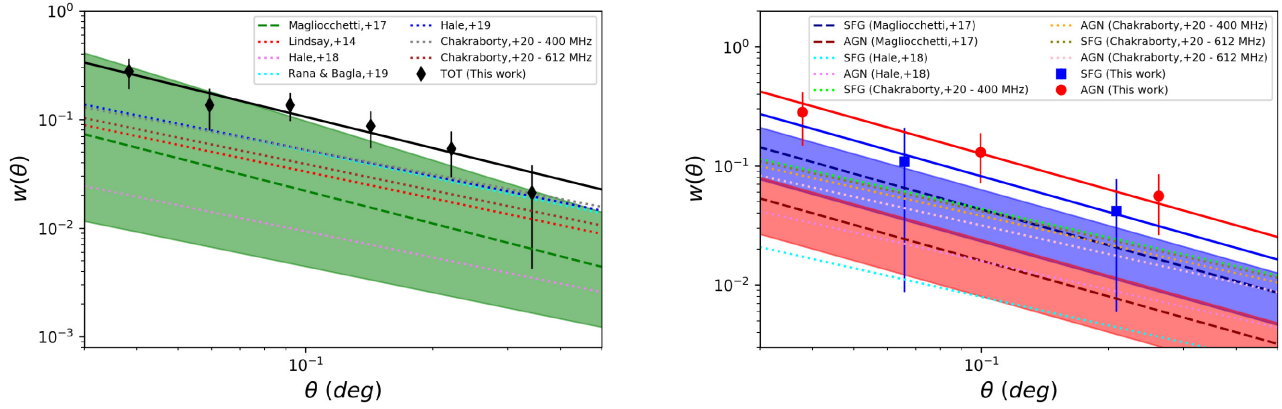 10⁰
10⁻¹
10⁻²
10⁻³
w(θ)
Magliocchetti,+17
Lindsay,+14
Hale,+18
Rana & Bagla,+19
Hale,+19
Chakraborty,+20 - 400 MHz
Chakraborty,+20 - 612 MHz
TOT (This work)
10⁻¹
θ (deg)
10⁰
10⁻¹
10⁻²
w(θ)
SFG (Magliocchetti,+17)
AGN (Magliocchetti,+17)
SFG (Hale,+18)
AGN (Hale,+18)
SFG (Chakraborty,+20 - 400 MHz)
AGN (Chakraborty,+20 - 400 MHz)
SFG (Chakraborty,+20 - 612 MHz)
AGN (Chakraborty,+20 - 612 MHz)
SFG (This work)
AGN (This work)
10⁻¹
θ (deg)